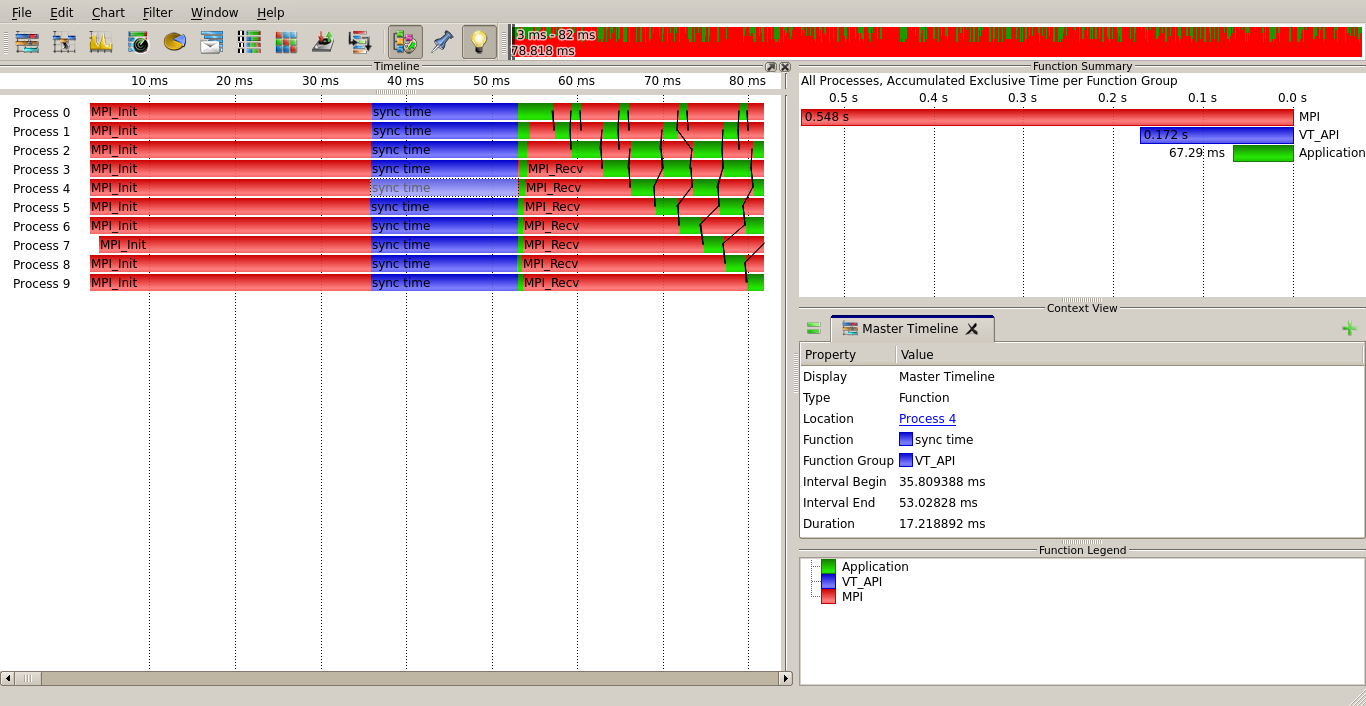 File Edit Chart Filter Window Help
3 ms - 82 ms
78.818 ms
Timeline
10 ms 20 ms 30 ms 40 ms 50 ms 60 ms 70 ms 80 ms
Process 0 MPI_Init sync time
Process 1 MPI_Init sync time
Process 2 MPI_Init sync time
Process 3 MPI_Init sync time MPI_Recv
Process 4 MPI_Init sync time MPI_Recv
Process 5 MPI_Init sync time MPI_Recv
Process 6 MPI_Init sync time MPI_Recv
Process 7 MPI_Init sync time MPI_Recv
Process 8 MPI_Init sync time MPI_Recv
Process 9 MPI_Init sync time MPI_Recv
Function Summary
All Processes, Accumulated Exclusive Time per Function Group
0.5 s 0.4 s 0.3 s 0.2 s 0.1 s 0.0 s
0.548 s MPI
0.172 s VT_API
67.29 ms Application
Context View
Master Timeline
Property Value
Display Master Timeline
Type Function
Location Process 4
Function sync time
Function Group VT_API
Interval Begin 35.809388 ms
Interval End 53.02828 ms
Duration 17.218892 ms
Function Legend
Application
VT_API
MPI